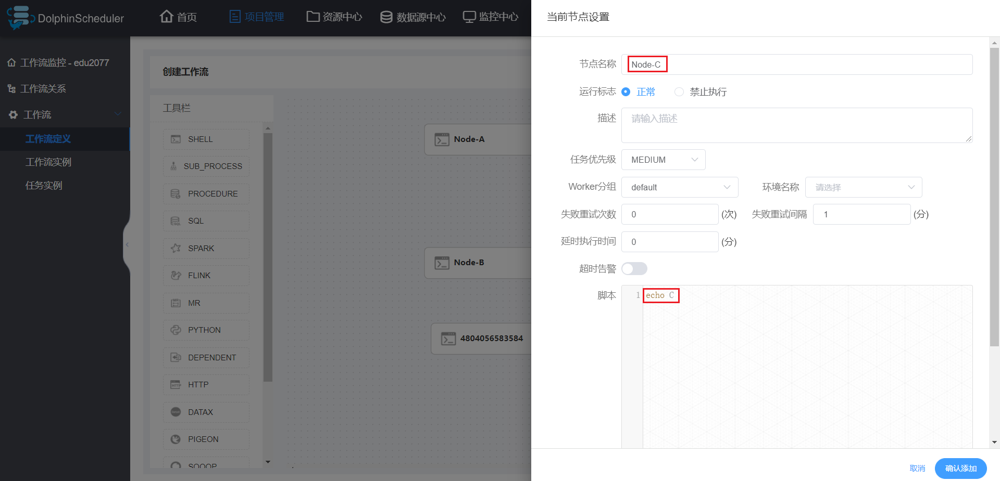 DolphinScheduler
首页
项目管理
资源中心
数据源中心
监控中心
工作流监控 - edu2077
工作流关系
工作流
工作流定义
工作流实例
任务实例
创建工作流
工具栏
SHELL
SUB_PROCESS
PROCEDURE
SQL
SPARK
FLINK
MR
PYTHON
DEPENDENT
HTTP
DATAX
PIGEON
SQOOP
Node-A
Node-B
4804056583584
当前节点设置
节点名称 Node-C
运行标志 正常 禁止执行
描述 请输入描述
任务优先级 MEDIUM
Worker分组 default 环境名称 请选择
失败重试次数 0 (次) 失败重试间隔 1 (分)
延时执行时间 0 (分)
超时告警
脚本 1 echo C
取消 确认添加